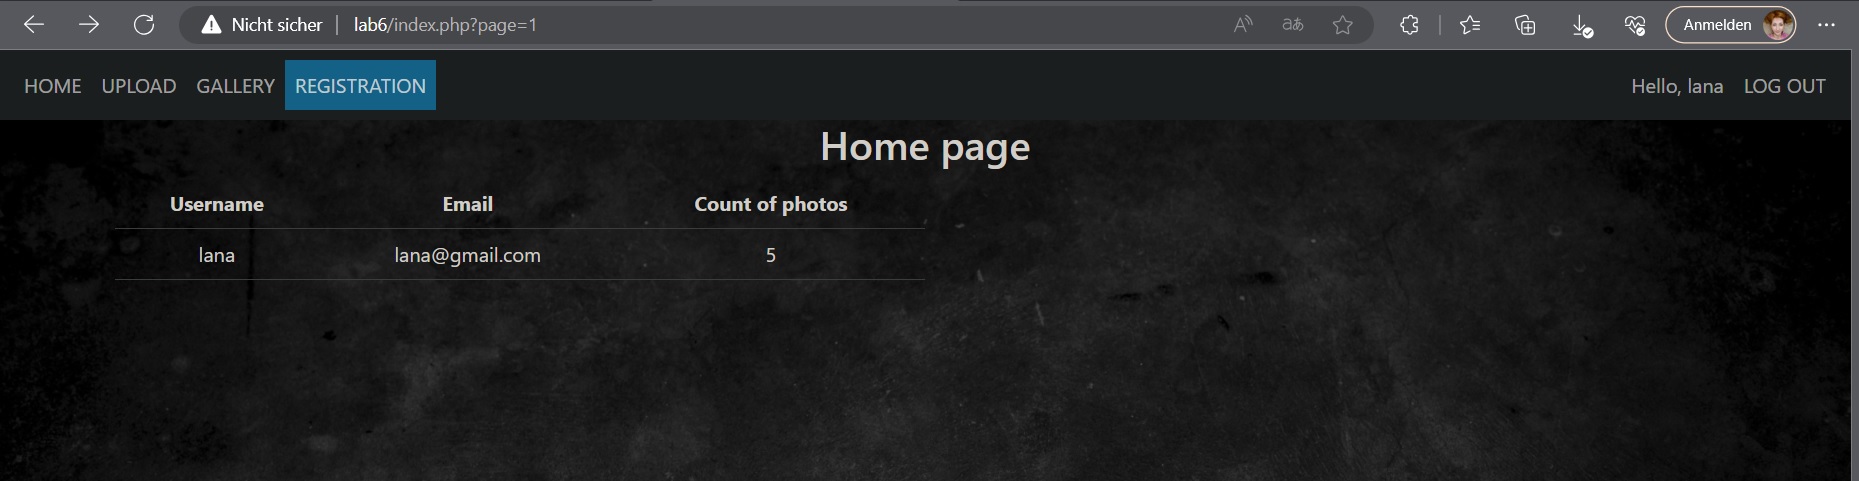 Nicht sicher lab6/index.php?page=1 A あ Anmelden
HOME UPLOAD GALLERY REGISTRATION Hello, lana LOG OUT
Home page
Username Email Count of photos
lana lana@gmail.com 5